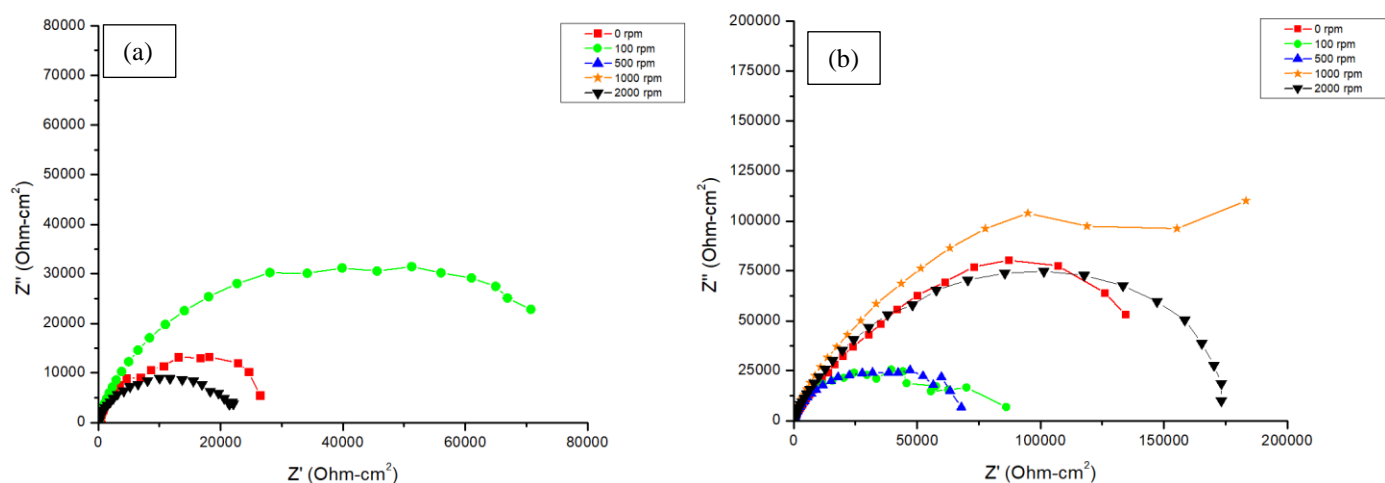 (a)
80000
70000
60000
50000
40000
30000
20000
10000
0
Z'' (Ohm-cm²)
0 rpm
100 rpm
500 rpm
1000 rpm
2000 rpm
0 20000 40000 60000 80000
Z' (Ohm-cm²)
(b)
200000
175000
150000
125000
100000
75000
50000
25000
0
Z'' (Ohm-cm²)
0 rpm
100 rpm
500 rpm
1000 rpm
2000 rpm
0 50000 100000 150000 200000
Z' (Ohm-cm²)